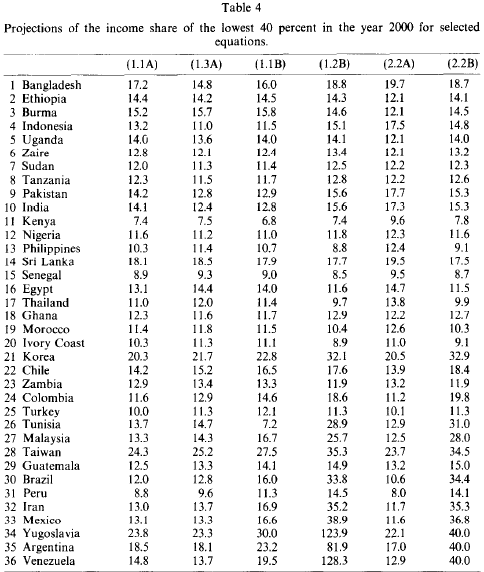 Table 4
Projections of the income share of the lowest 40 percent in the year 2000 for selected
equations.
(1.1A) (1.3A) (1.1B) (1.2B) (2.2A) (2.2B)
1 Bangladesh 17.2 14.8 16.0 18.8 19.7 18.7
2 Ethiopia 14.4 14.2 14.5 14.3 12.1 14.1
3 Burma 15.2 15.7 15.8 14.6 12.1 14.5
4 Indonesia 13.2 11.0 11.5 15.1 17.5 14.8
5 Uganda 14.0 13.6 14.0 14.1 12.1 14.0
6 Zaire 12.8 12.1 12.4 13.4 12.1 13.2
7 Sudan 12.0 11.3 11.4 12.5 12.2 12.3
8 Tanzania 12.3 11.5 11.7 12.8 12.2 12.6
9 Pakistan 14.2 12.8 12.9 15.6 17.7 15.3
10 India 14.1 12.4 12.8 15.6 17.3 15.3
11 Kenya 7.4 7.5 6.8 7.4 9.6 7.8
12 Nigeria 11.6 11.2 11.0 11.8 12.3 11.6
13 Philippines 10.3 11.4 10.7 8.8 12.4 9.1
14 Sri Lanka 18.1 18.5 17.9 17.7 19.5 17.5
15 Senegal 8.9 9.3 9.0 8.5 9.5 8.7
16 Egypt 13.1 14.4 14.0 11.6 14.7 11.5
17 Thailand 11.0 12.0 11.4 9.7 13.8 9.9
18 Ghana 12.3 11.6 11.7 12.9 12.2 12.7
19 Morocco 11.4 11.8 11.5 10.4 12.6 10.3
20 Ivory Coast 10.3 11.3 11.1 8.9 11.0 9.1
21 Korea 20.3 21.7 22.8 32.1 20.5 32.9
22 Chile 14.2 15.2 16.5 17.6 13.9 18.4
23 Zambia 12.9 13.4 13.3 11.9 13.2 11.9
24 Colombia 11.6 12.9 14.6 18.6 11.2 19.8
25 Turkey 10.0 11.3 12.1 11.3 10.1 11.3
26 Tunisia 13.7 14.7 7.2 28.9 12.9 31.0
27 Malaysia 13.3 14.3 16.7 25.7 12.5 28.0
28 Taiwan 24.3 25.2 27.5 35.3 23.7 34.5
29 Guatemala 12.5 13.3 14.1 14.9 13.2 15.0
30 Brazil 12.0 12.8 16.0 33.8 10.6 34.4
31 Peru 8.8 9.6 11.3 14.5 8.0 14.1
32 Iran 13.0 13.7 16.9 35.2 11.7 35.3
33 Mexico 13.1 13.3 16.6 38.9 11.6 36.8
34 Yugoslavia 23.8 23.3 30.0 123.9 22.1 40.0
35 Argentina 18.5 18.1 23.2 81.9 17.0 40.0
36 Venezuela 14.8 13.7 19.5 128.3 12.9 40.0